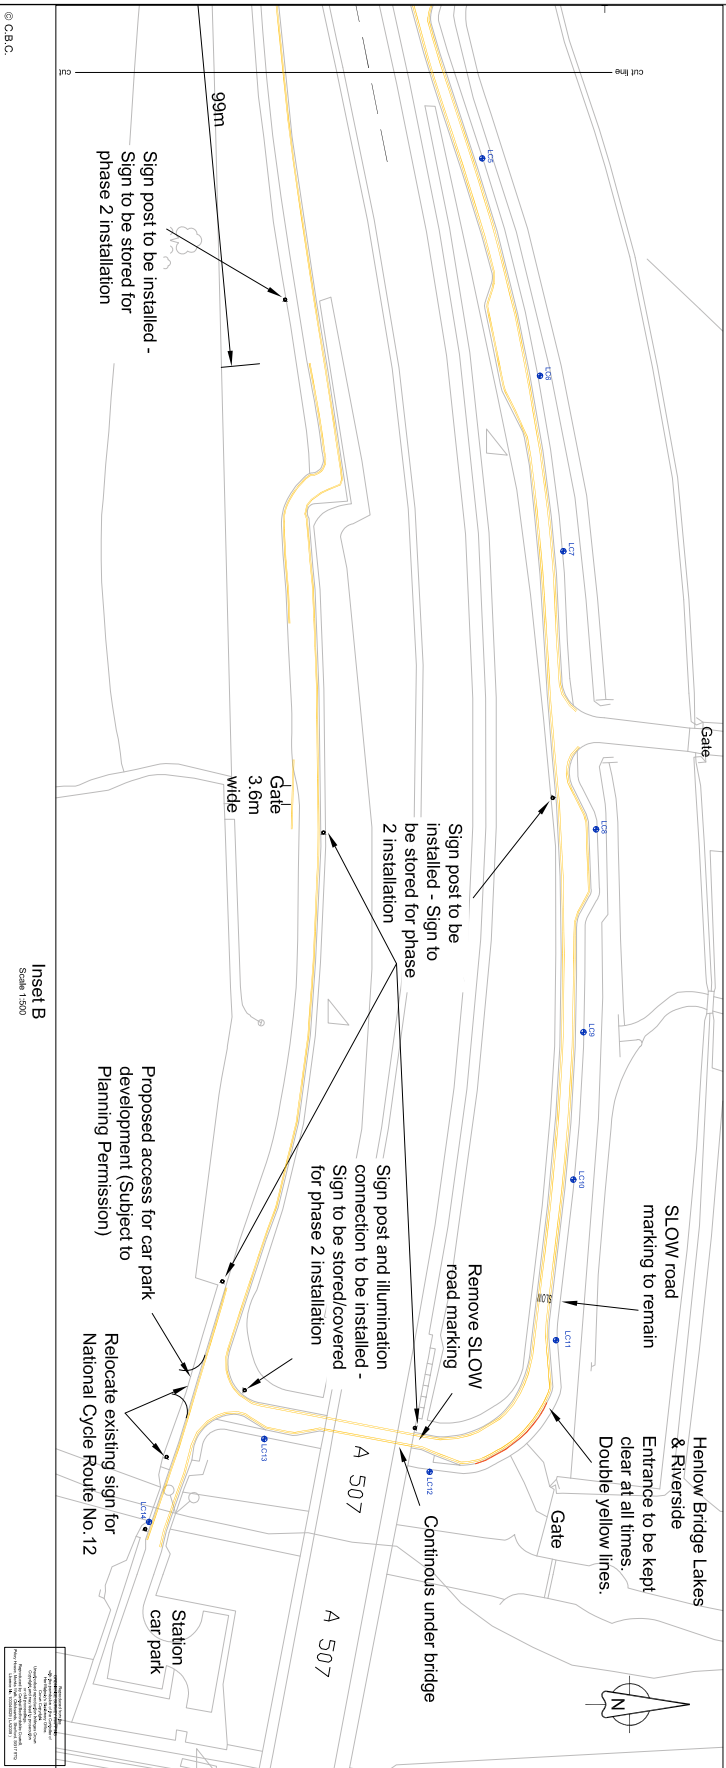 © C.B.C.
cut
cut line
99m
Sign post to be installed -
Sign to be stored for
phase 2 installation
LC5
LC6
LC7
Gate
LC8
Gate
3.6m
wide
Sign post to be
installed - Sign to
be stored for phase
2 installation
LC9
Inset B
Scale 1:500
LC10
SLOW road
marking to remain
SLOW
LC11
Proposed access for car park
development (Subject to
Planning Permission)
Sign post and illumination
connection to be installed -
Sign to be stored/covered
for phase 2 installation
Remove SLOW
road marking
Relocate existing sign for
National Cycle Route No.12
LC13
LC12
LC14
A 507
Continous under bridge
Henlow Bridge Lakes
& Riverside
Entrance to be kept
clear at all times.
Double yellow lines.
Gate
Station
car park
A 507
N